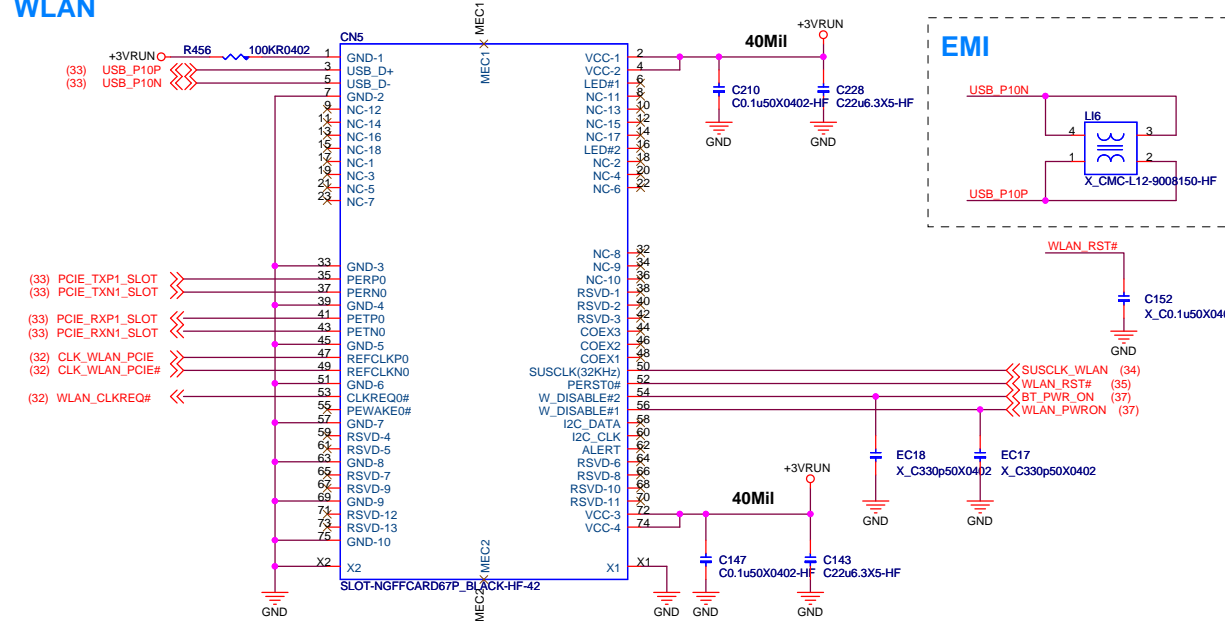 WLAN
CN5
MEC1
MEC1
+3VRUN R456 100KR0402 1 GND-1 VCC-1 2 40Mil +3VRUN
(33) USB_P10P 3 USB_D+ VCC-2 4
(33) USB_P10N 5 USB_D- LED#1 6
7 GND-2 NC-11 8
9 NC-12 NC-13 10
11 NC-14 NC-15 12
13 NC-16 NC-17 14
15 NC-18 LED#2 16
17 NC-1 NC-2 18
19 NC-3 NC-4 20
21 NC-5 NC-6 22
23 NC-7
C210
C0.1u50X0402-HF
GND
C228
C22u6.3X5-HF
GND
EMI
USB_P10N
LI6
4 3
1 2
X_CMC-L12-9008150-HF
USB_P10P
NC-8 32
33 GND-3 NC-9 34
(33) PCIE_TXP1_SLOT 35 PERP0 NC-10 36
(33) PCIE_TXN1_SLOT 37 PERN0 RSVD-1 38
39 GND-4 RSVD-2 40
(33) PCIE_RXP1_SLOT 41 PETP0 RSVD-3 42
(33) PCIE_RXN1_SLOT 43 PETN0 COEX3 44
45 GND-5 COEX2 46
(32) CLK_WLAN_PCIE 47 REFCLKP0 COEX1 48
(32) CLK_WLAN_PCIE# 49 REFCLKN0 SUSCLK(32KHz) 50 SUSCLK_WLAN (34)
51 GND-6 PERST0# 52 WLAN_RST# (35)
(32) WLAN_CLKREQ# 53 CLKREQ0# W_DISABLE#2 54 BT_PWR_ON (37)
55 PEWAKE0# W_DISABLE#1 56 WLAN_PWRON (37)
57 GND-7 I2C_DATA 58
59 RSVD-4 I2C_CLK 60
61 RSVD-5 ALERT 62
63 GND-8 RSVD-6 64
65 RSVD-7 RSVD-8 66
67 RSVD-9 RSVD-10 68
69 GND-9 RSVD-11 70
71 RSVD-12 VCC-3 72
73 RSVD-13 VCC-4 74
75 GND-10
X2 X2 X1 X1
MEC2
MEC2
SLOT-NGFFCARD67P_BLACK-HF-42
GND
GND
WLAN_RST#
C152
X_C0.1u50X040
GND
EC18
X_C330p50X0402
GND
EC17
X_C330p50X0402
GND
+3VRUN
40Mil
C147
C0.1u50X0402-HF
GND
C143
C22u6.3X5-HF
GND